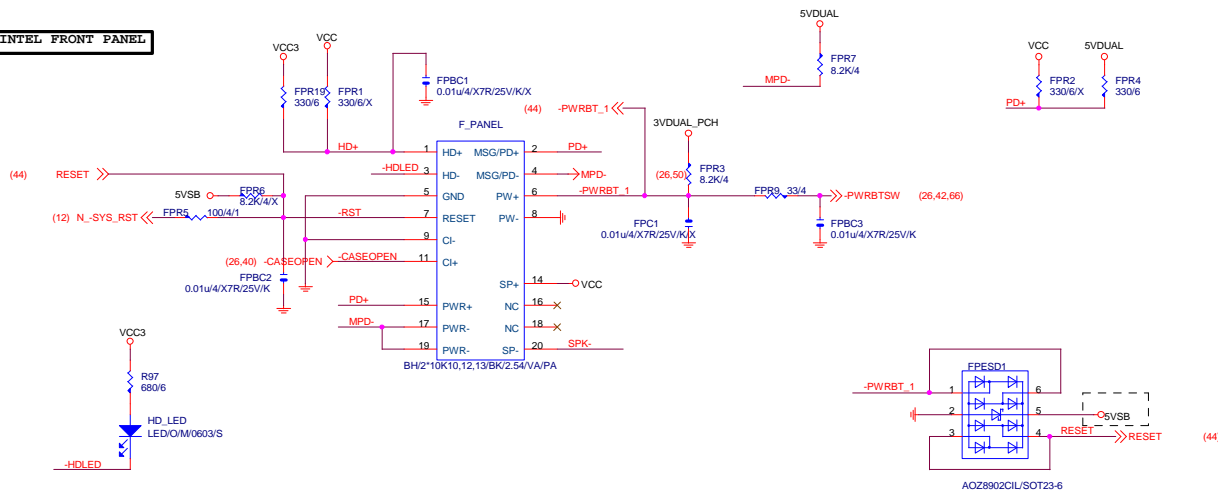 INTEL FRONT PANEL
VCC3
VCC
FPR19
330/6
FPR1
330/6/X
FPBC1
0.01u/4/X7R/25V/K/X
5VDUAL
FPR7
8.2K/4
MPD-
VCC
5VDUAL
FPR2
330/6/X
FPR4
330/6
PD+
(44)
-PWRBT_1
3VDUAL_PCH
(26,50)
FPR3
8.2K/4
F_PANEL
HD+
1
HD+
MSG/PD+
2
PD+
-HDLED
3
HD-
MSG/PD-
4
MPD-
5
GND
PW+
6
-PWRBT_1
7
RESET
PW-
8
9
CI-
11
CI+
SP+
14
VCC
15
PWR+
NC
16
17
PWR-
NC
18
19
PWR-
SP-
20
SPK-
BH/2*10K10,12,13/BK/2.54/VA/PA
(44)
RESET
5VSB
FPR6
8.2K/4/X
(12)
N_-SYS_RST
FPR5
100/4/1
-RST
(26,40)
-CASEOPEN
-CASEOPEN
FPBC2
0.01u/4/X7R/25V/K
PD+
MPD-
FPR9
33/4
-PWRBTSW
(26,42,66)
FPC1
0.01u/4/X7R/25V/K/X
FPBC3
0.01u/4/X7R/25V/K
VCC3
R97
680/6
HD_LED
LED/O/M/0603/S
-HDLED
FPESD1
-PWRBT_1
1
6
2
5
5VSB
3
4
RESET
RESET
(44)
AOZ8902CIL/SOT23-6